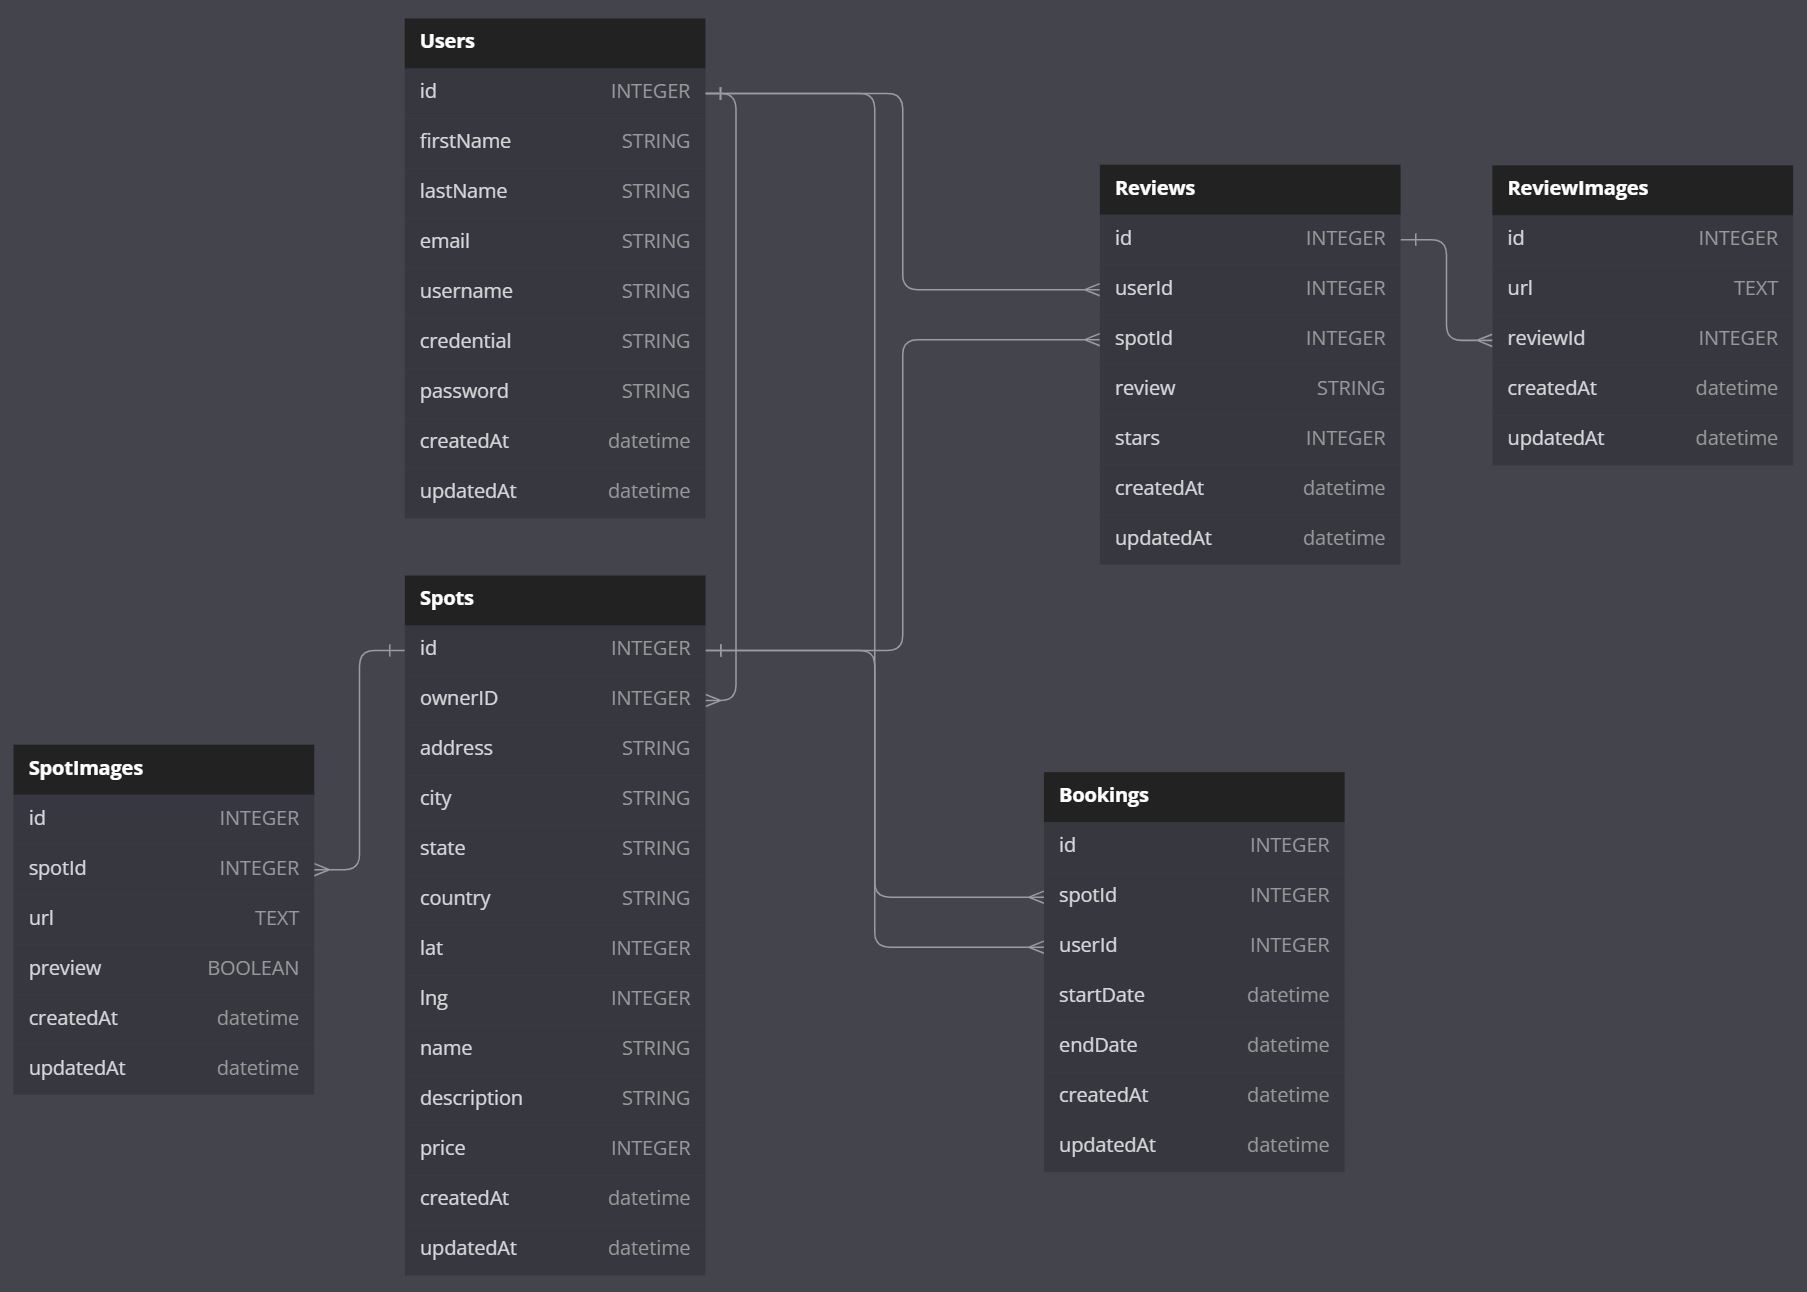 Users
id INTEGER
firstName STRING
lastName STRING
email STRING
username STRING
credential STRING
password STRING
createdAt datetime
updatedAt datetime
Reviews
id INTEGER
userId INTEGER
spotId INTEGER
review STRING
stars INTEGER
createdAt datetime
updatedAt datetime
ReviewImages
id INTEGER
url TEXT
reviewId INTEGER
createdAt datetime
updatedAt datetime
Spots
id INTEGER
ownerID INTEGER
address STRING
city STRING
state STRING
country STRING
lat INTEGER
lng INTEGER
name STRING
description STRING
price INTEGER
createdAt datetime
updatedAt datetime
SpotImages
id INTEGER
spotId INTEGER
url TEXT
preview BOOLEAN
createdAt datetime
updatedAt datetime
Bookings
id INTEGER
spotId INTEGER
userId INTEGER
startDate datetime
endDate datetime
createdAt datetime
updatedAt datetime